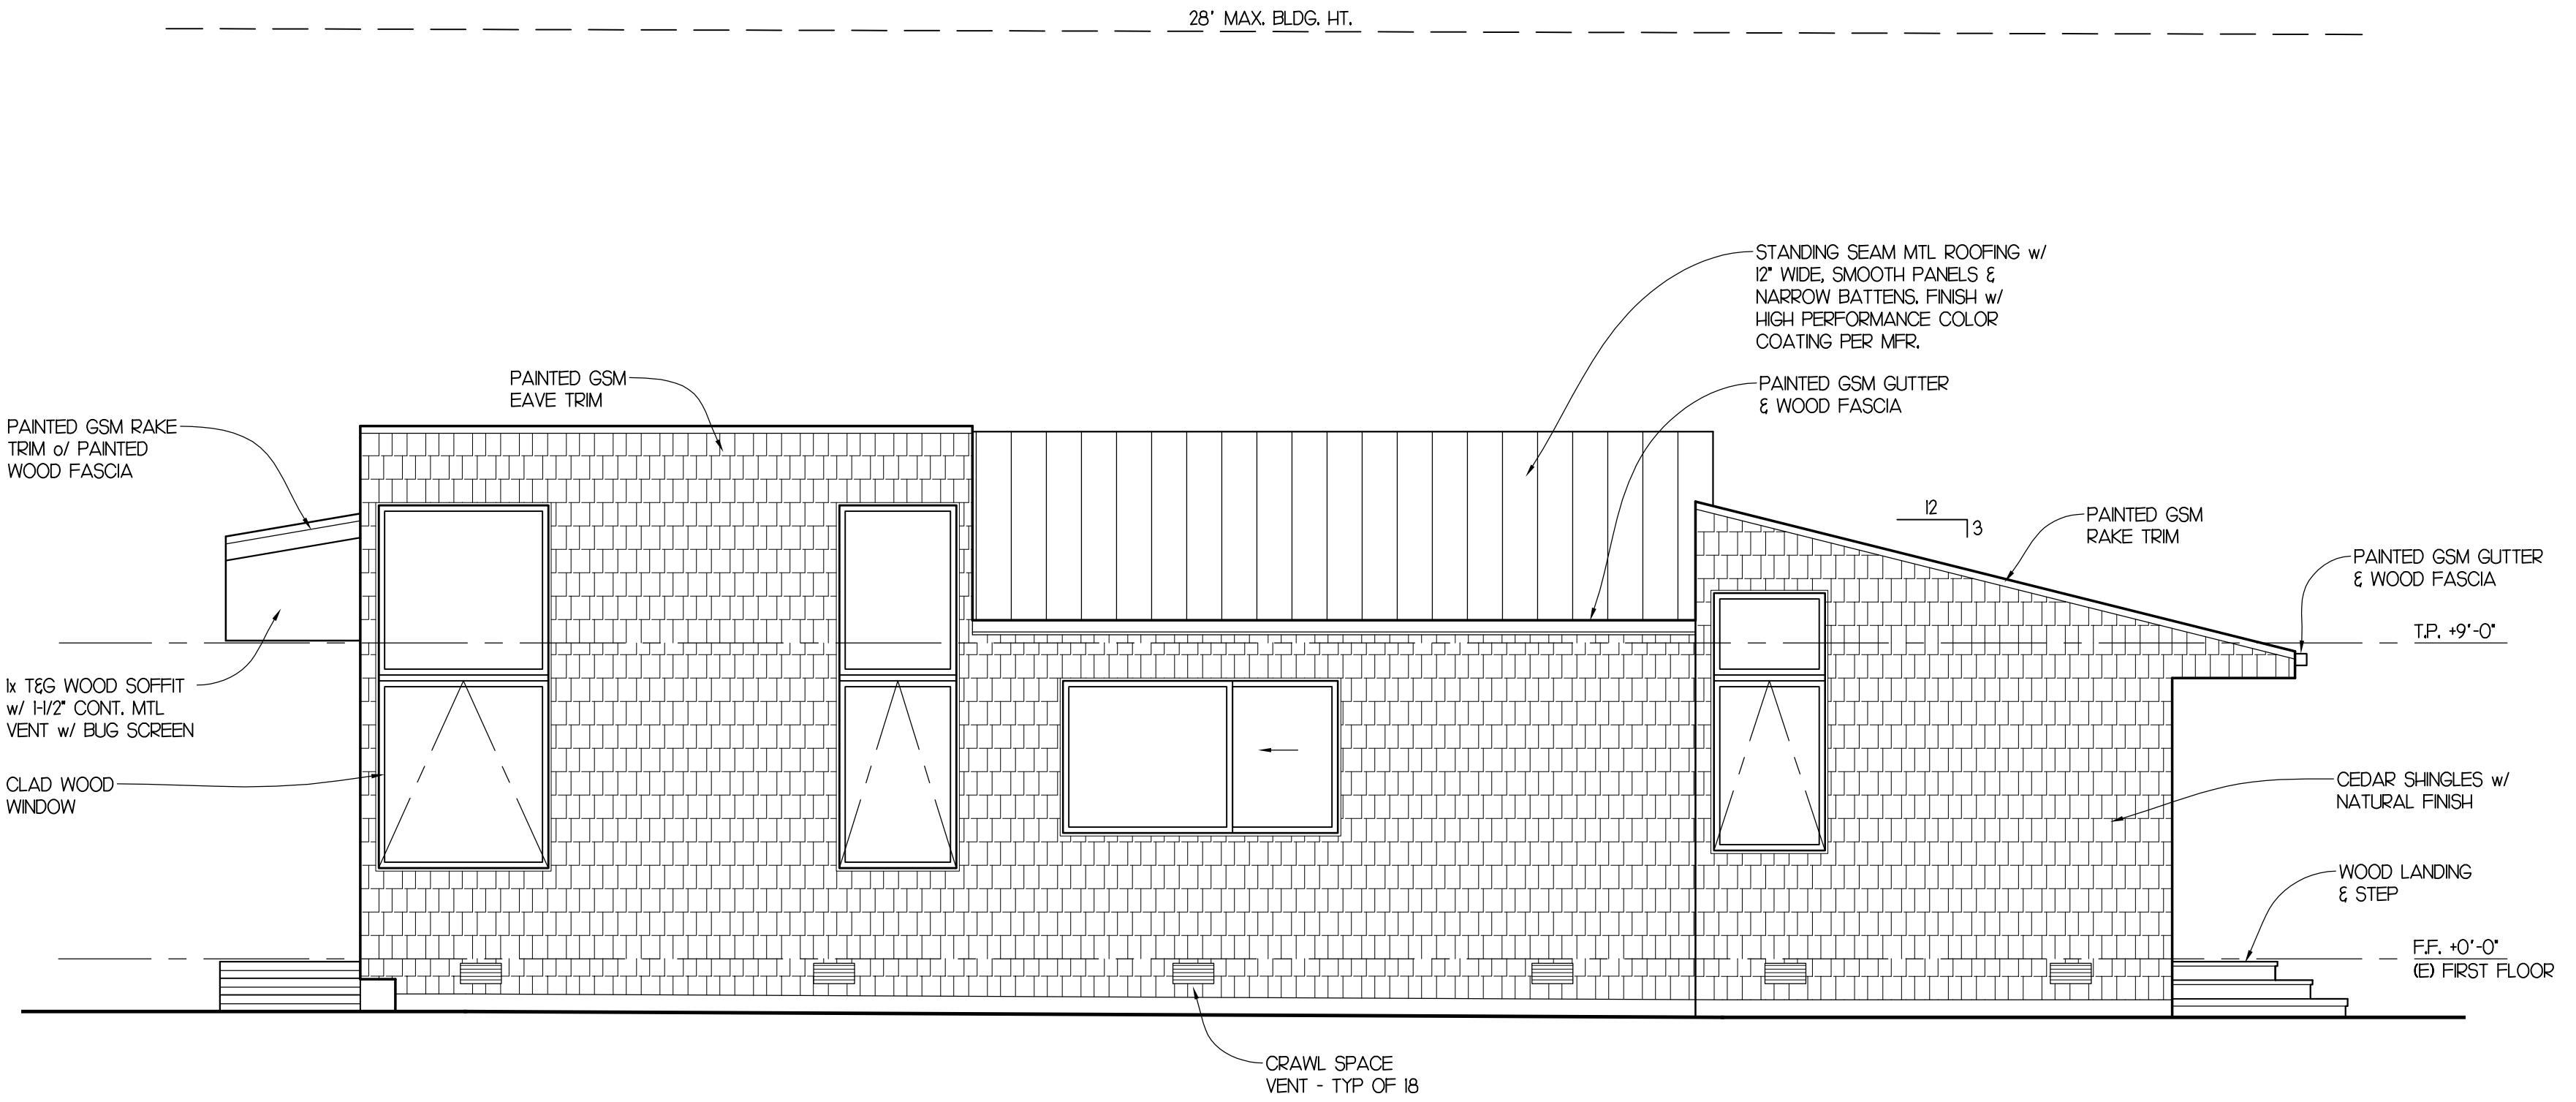 28' MAX. BLDG. HT.
STANDING SEAM MTL ROOFING w/
12" WIDE, SMOOTH PANELS &
NARROW BATTENS. FINISH w/
HIGH PERFORMANCE COLOR
COATING PER MFR.
PAINTED GSM
EAVE TRIM
PAINTED GSM GUTTER
& WOOD FASCIA
PAINTED GSM RAKE
TRIM o/ PAINTED
WOOD FASCIA
12
3
PAINTED GSM
RAKE TRIM
PAINTED GSM GUTTER
& WOOD FASCIA
T.P. +9'-0"
1x T&G WOOD SOFFIT
w/ 1-1/2" CONT. MTL
VENT w/ BUG SCREEN
CLAD WOOD
WINDOW
CEDAR SHINGLES w/
NATURAL FINISH
WOOD LANDING
& STEP
F.F. +0'-0"
(E) FIRST FLOOR
CRAWL SPACE
VENT - TYP OF 18